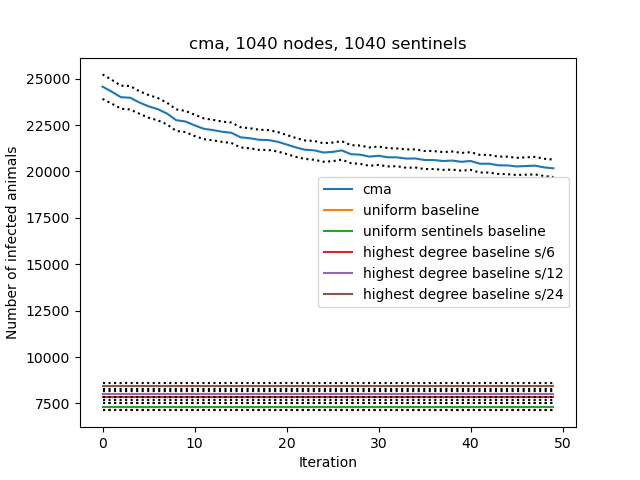 cma, 1040 nodes, 1040 sentinels
Number of infected animals
25000
22500
20000
17500
15000
12500
10000
7500
cma
uniform baseline
uniform sentinels baseline
highest degree baseline s/6
highest degree baseline s/12
highest degree baseline s/24
0
10
20
30
40
50
Iteration